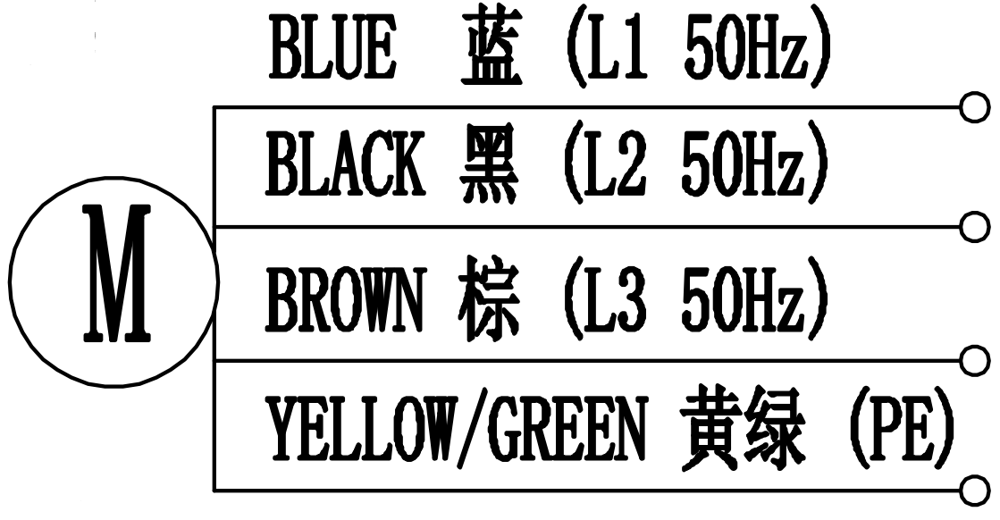 BLUE 蓝 (L1 50Hz)
BLACK 黑 (L2 50Hz)
M
BROWN 棕 (L3 50Hz)
YELLOW/GREEN 黄绿 (PE)